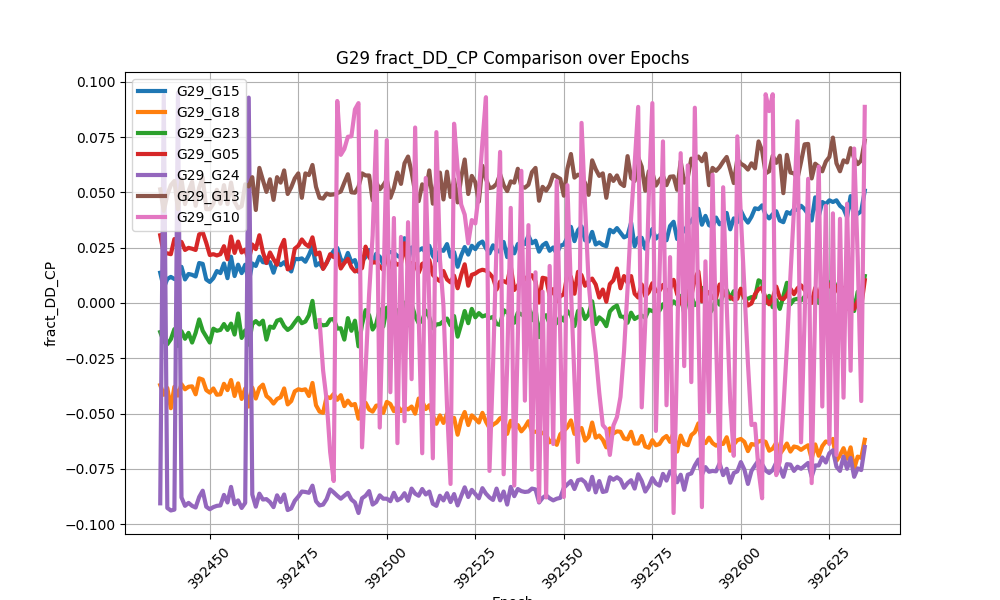 G29 fract_DD_CP Comparison over Epochs
fract_DD_CP
0.100
0.075
0.050
0.025
0.000
−0.025
−0.050
−0.075
−0.100
G29_G15
G29_G18
G29_G23
G29_G05
G29_G24
G29_G13
G29_G10
392450
392475
392500
392525
392550
392575
392600
392625
Epoch